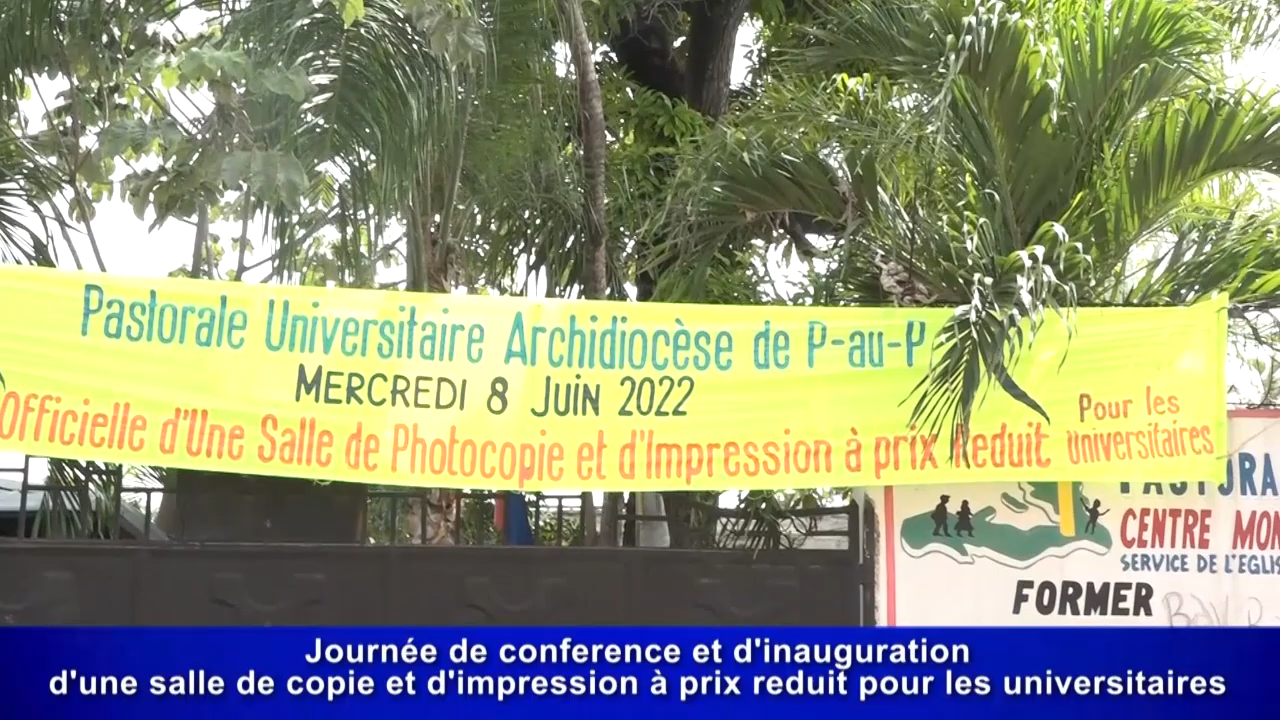 Pastorale Universitaire Archidiocèse de P-au-P
MERCREDI 8 JUIN 2022
Officielle d'Une Salle de Photocopie et d'Impression à prix Reduit
Pour les
Universitaires
CENTRE
SERVICE DE L'EGLISE
FORMER
Journée de conference et d'inauguration
d'une salle de copie et d'impression à prix reduit pour les universitaires